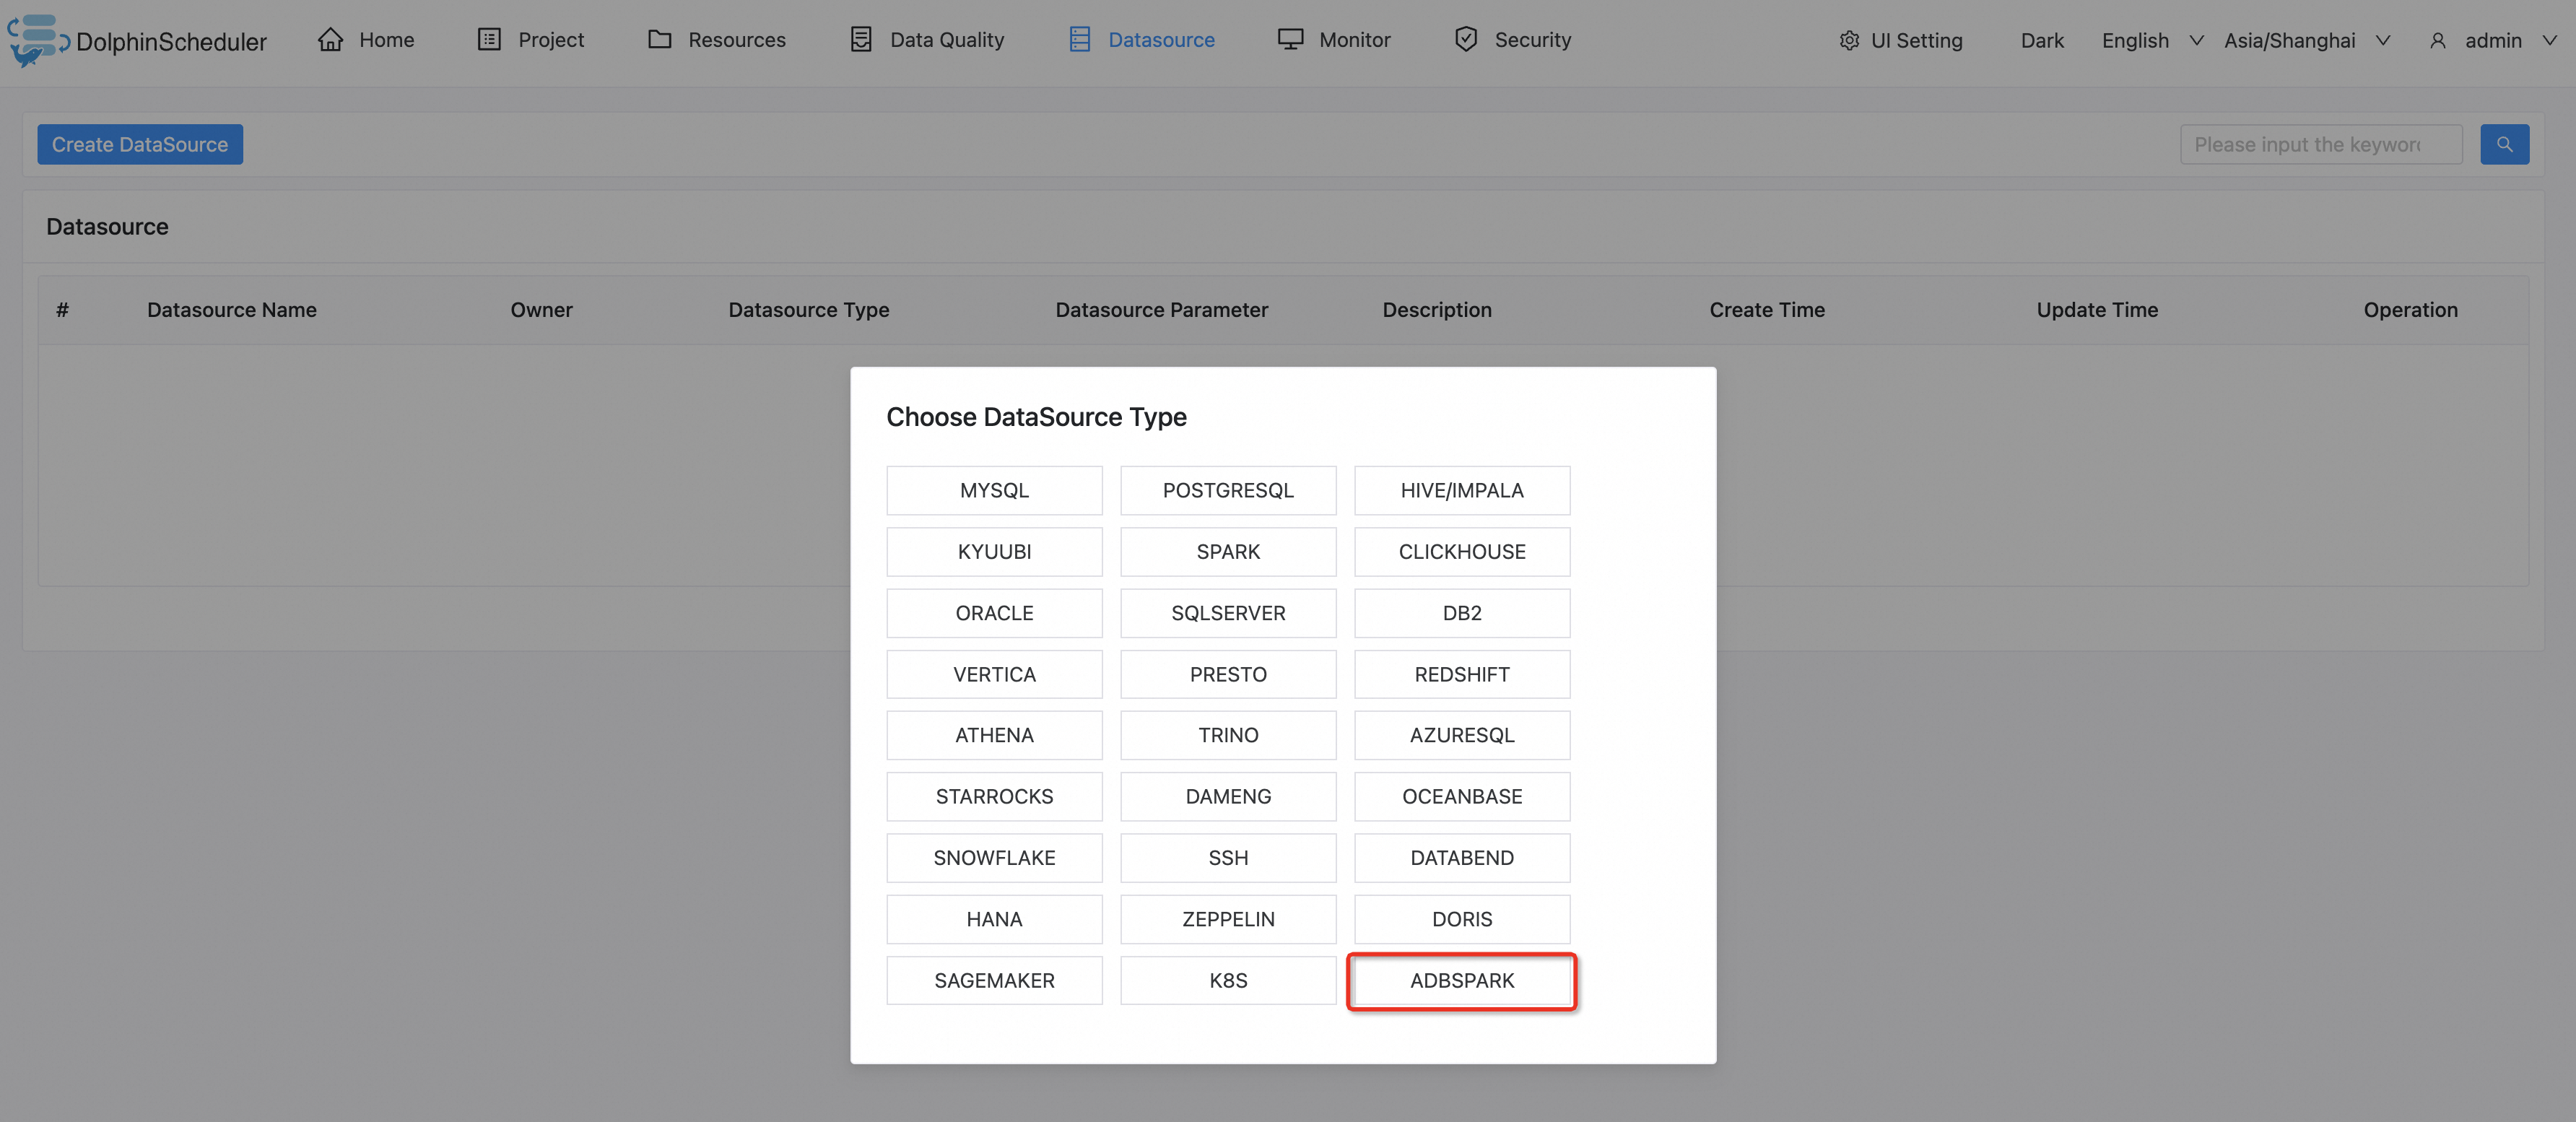 DolphinScheduler Home Project Resources Data Quality Datasource Monitor Security UI Setting Dark English Asia/Shanghai admin
Create DataSource Please input the keyword
Datasource
# Datasource Name Owner Datasource Type Datasource Parameter Description Create Time Update Time Operation
Choose DataSource Type
MYSQL POSTGRESQL HIVE/IMPALA
KYUUBI SPARK CLICKHOUSE
ORACLE SQLSERVER DB2
VERTICA PRESTO REDSHIFT
ATHENA TRINO AZURESQL
STARROCKS DAMENG OCEANBASE
SNOWFLAKE SSH DATABEND
HANA ZEPPELIN DORIS
SAGEMAKER K8S ADBSPARK